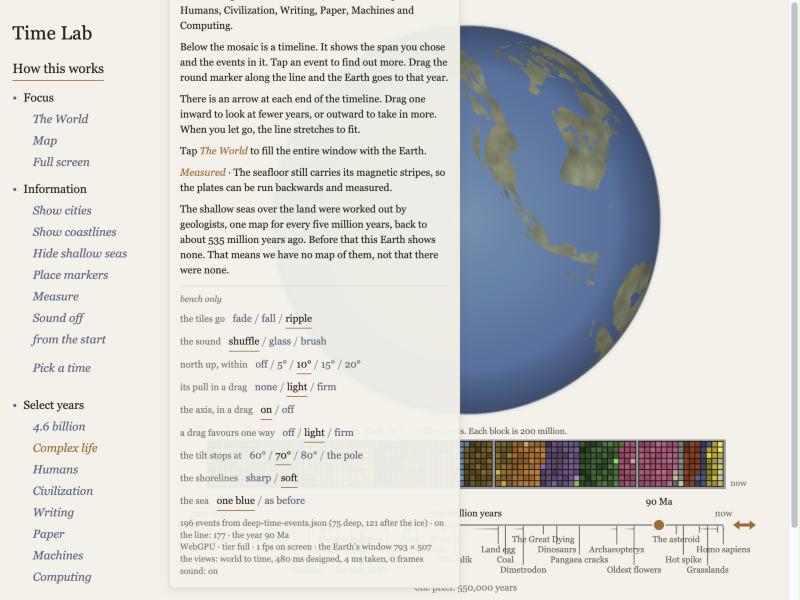 Time Lab
How this works
• Focus
The World
Map
Full screen
• Information
Show cities
Show coastlines
Hide shallow seas
Place markers
Measure
Sound off
from the start
Pick a time
• Select years
4.6 billion
Complex life
Humans
Civilization
Writing
Paper
Machines
Computing
Humans, Civilization, Writing, Paper, Machines and
Computing.
Below the mosaic is a timeline. It shows the span you chose
and the events in it. Tap an event to find out more. Drag the
round marker along the line and the Earth goes to that year.
There is an arrow at each end of the timeline. Drag one
inward to look at fewer years, or outward to take in more.
When you let go, the line stretches to fit.
Tap The World to fill the entire window with the Earth.
Measured · The seafloor still carries its magnetic stripes, so
the plates can be run backwards and measured.
The shallow seas over the land were worked out by
geologists, one map for every five million years, back to
about 535 million years ago. Before that this Earth shows
none. That means we have no map of them, not that there
were none.
bench only
the tiles go fade / fall / ripple
the sound shuffle / glass / brush
north up, within off / 5° / 10° / 15° / 20°
its pull in a drag none / light / firm
the axis, in a drag on / off
a drag favours one way off / light / firm
the tilt stops at 60° / 70° / 80° / the pole
the shorelines sharp / soft
the sea one blue / as before
196 events from deep-time-events.json (75 deep, 121 after the ice) · on
the line: 177 · the year 90 Ma
WebGPU · tier full · 1 fps on screen · the Earth's window 793 × 507
the views: world to time, 480 ms designed, 4 ms taken, 0 frames
sound: on
Each block is 200 million.
now
90 Ma
million years
now
The Great Dying
The asteroid
Land egg
Dinosaurs
Archaeopteryx
Homo sapiens
Coal
Pangaea cracks
Hot spike
Dimetrodon
Oldest flowers
Grasslands
one pixel: 550,000 years